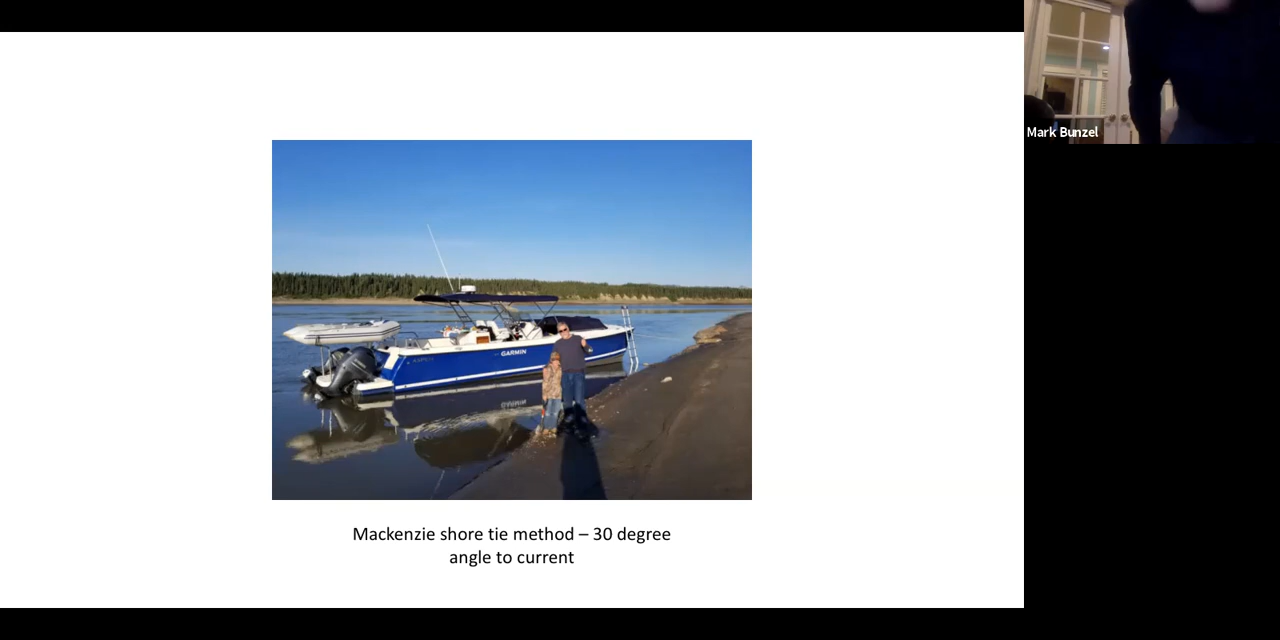 GARMIN
Mackenzie shore tie method – 30 degree
angle to current
Mark Bunzel